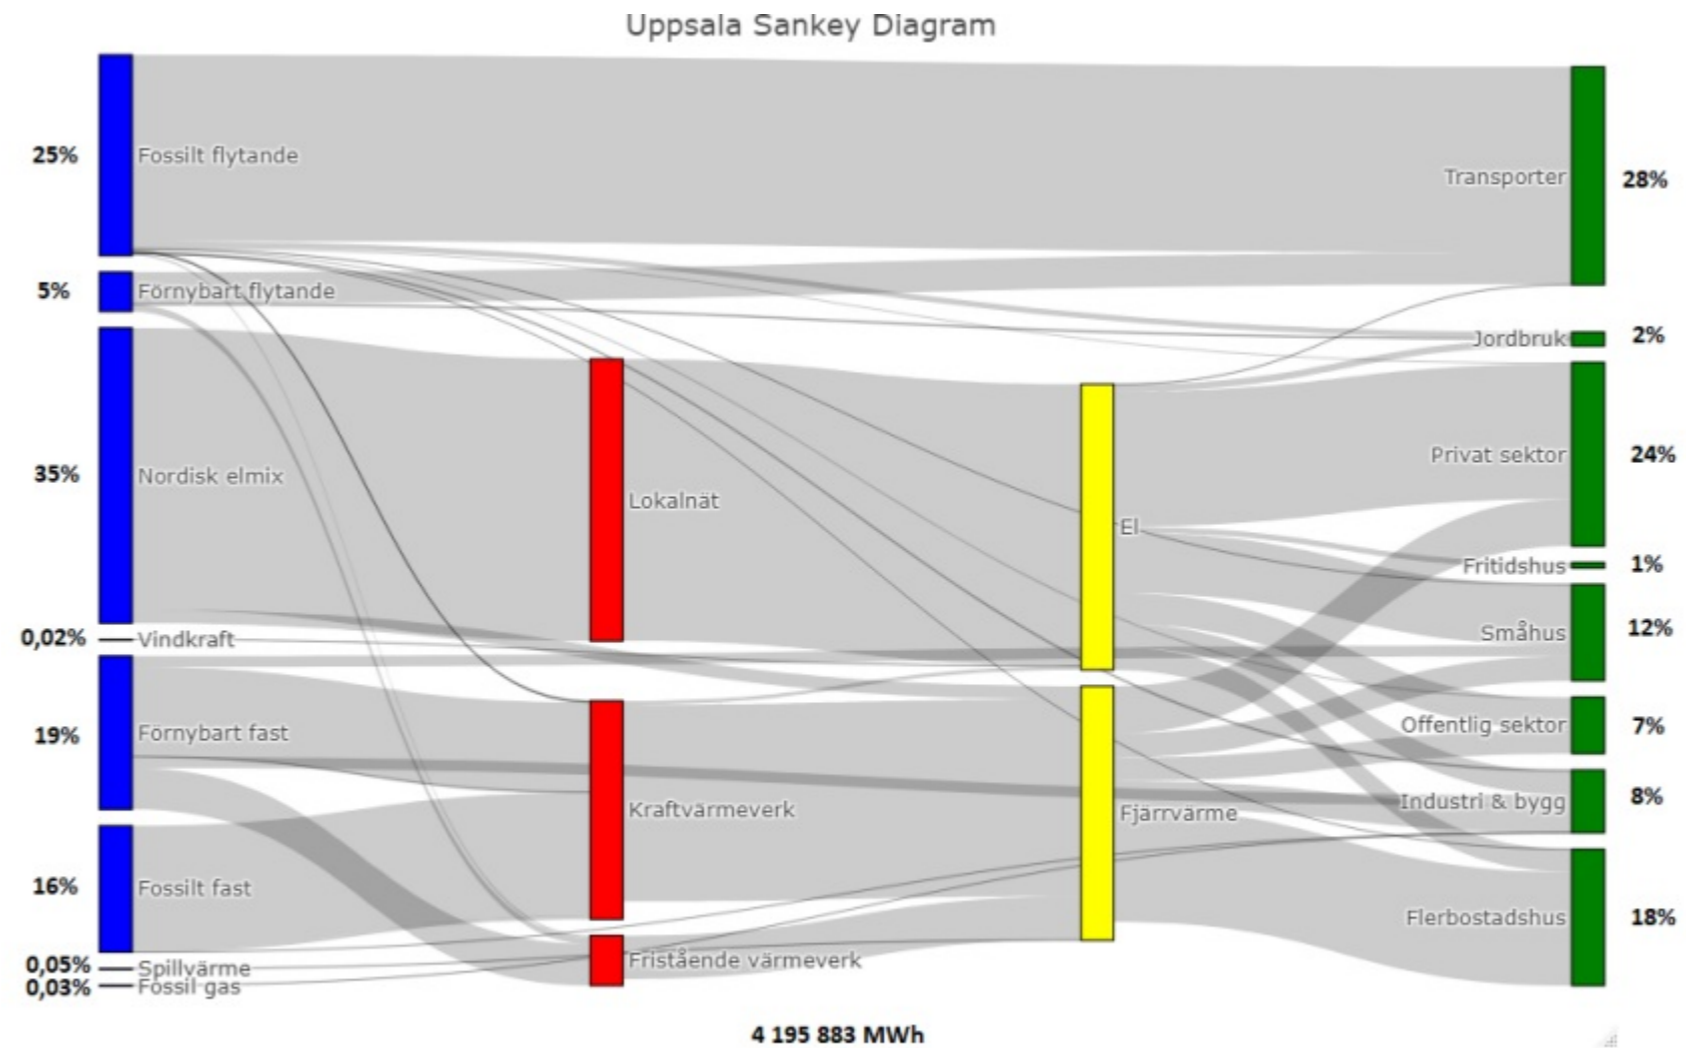 Uppsala Sankey Diagram
25%
Fossilt flytande
Transporter
28%
5%
Förnybart flytande
Jordbruk
2%
35%
Nordisk elmix
Lokalnät
El
Privat sektor
24%
Fritidshus
1%
0,02%
Vindkraft
Småhus
12%
19%
Förnybart fast
Offentlig sektor
7%
Kraftvärmeverk
Fjärrvärme
Industri & bygg
8%
16%
Fossilt fast
Flerbostadshus
18%
0,05%
Spillvärme
Fristående värmeverk
0,03%
Fossil gas
4 195 883 MWh